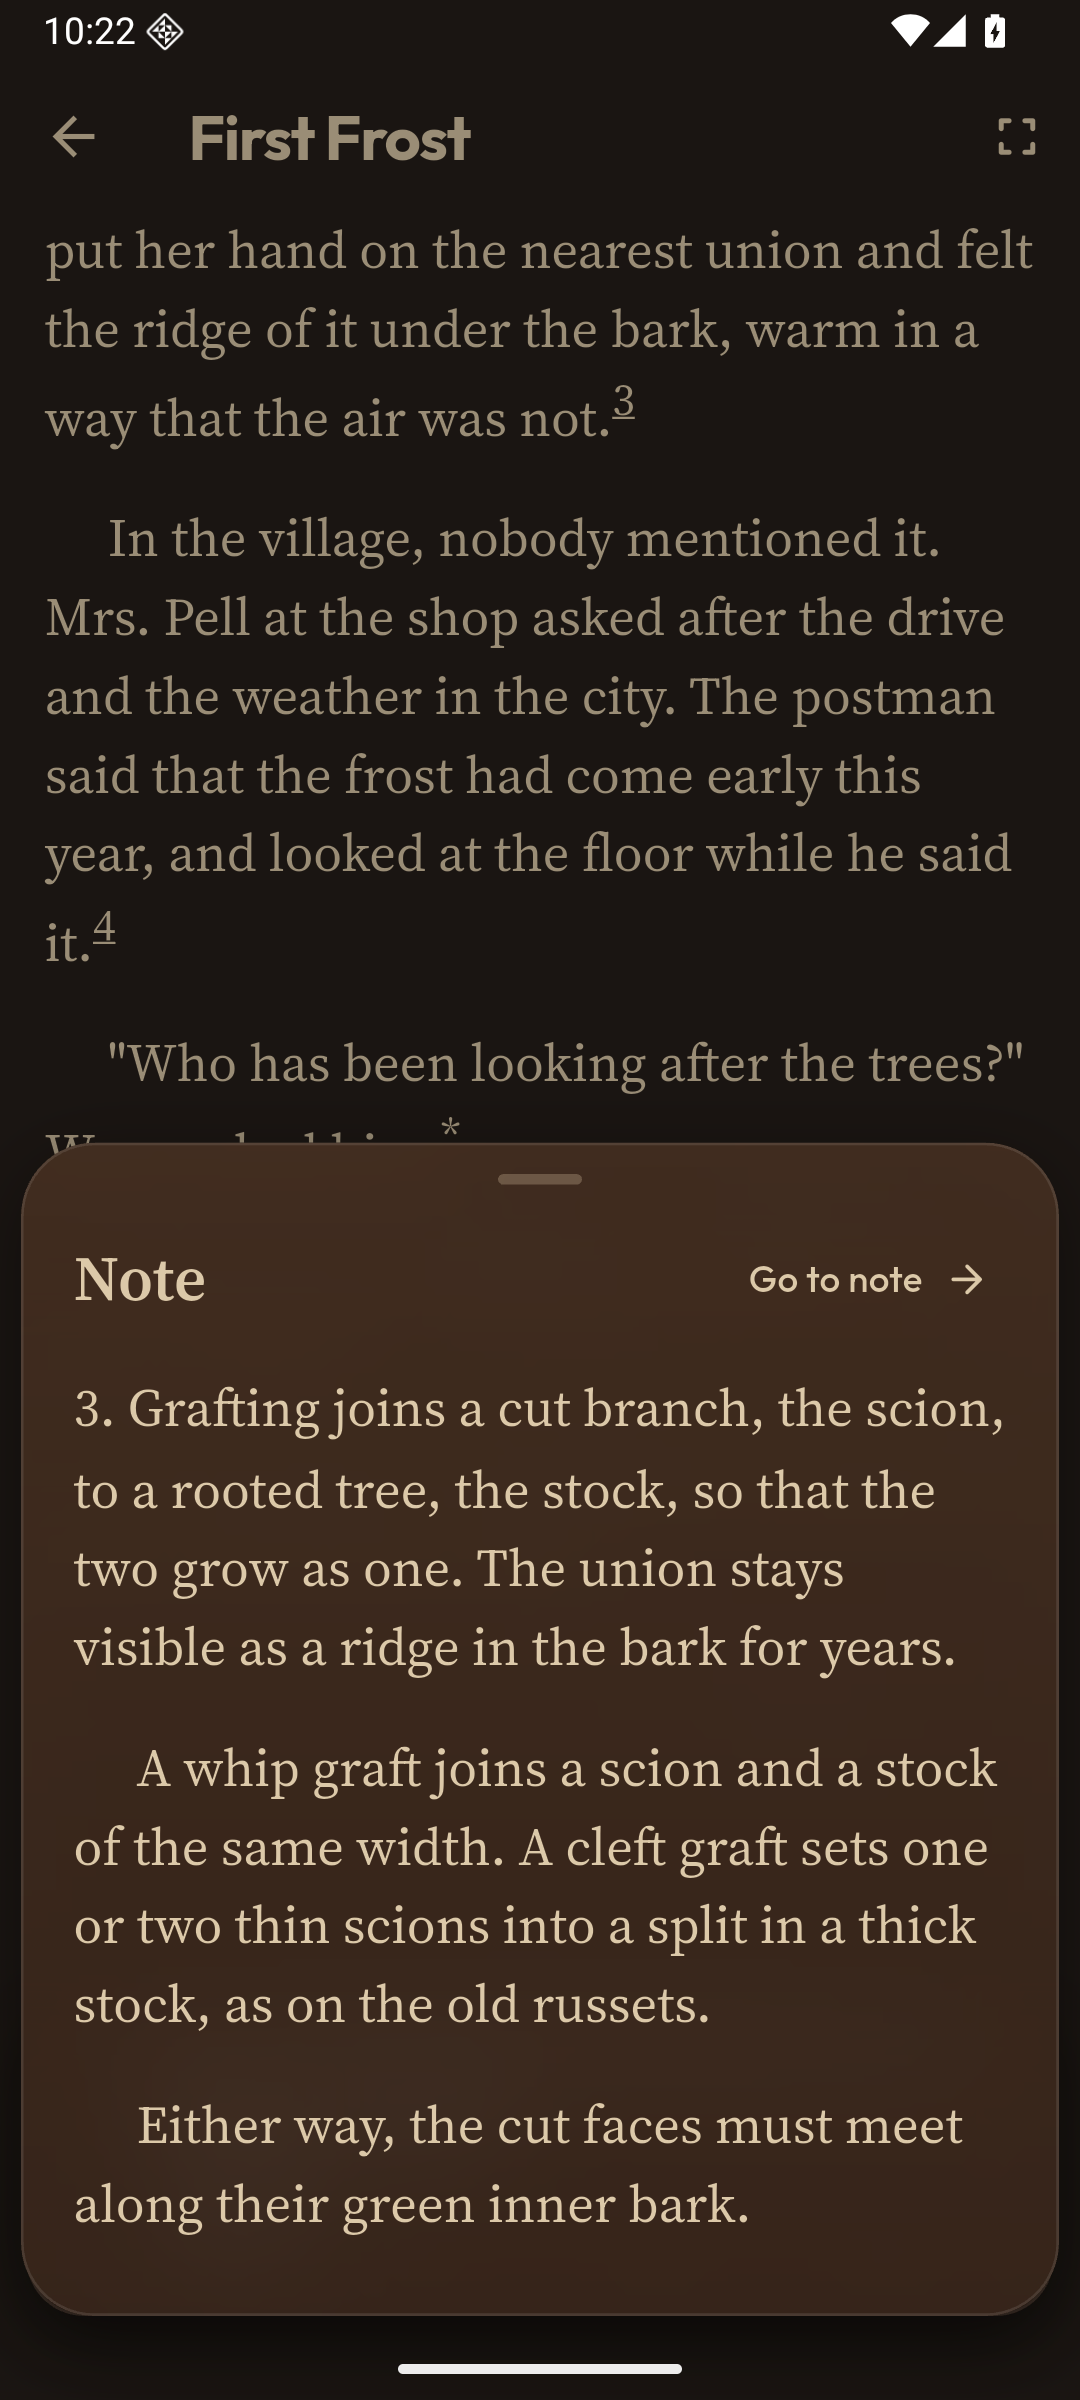 10:22
First Frost
put her hand on the nearest union and felt
the ridge of it under the bark, warm in a
way that the air was not.3
In the village, nobody mentioned it.
Mrs. Pell at the shop asked after the drive
and the weather in the city. The postman
said that the frost had come early this
year, and looked at the floor while he said
it.4
"Who has been looking after the trees?"
*
Note
Go to note →
3. Grafting joins a cut branch, the scion,
to a rooted tree, the stock, so that the
two grow as one. The union stays
visible as a ridge in the bark for years.
A whip graft joins a scion and a stock
of the same width. A cleft graft sets one
or two thin scions into a split in a thick
stock, as on the old russets.
Either way, the cut faces must meet
along their green inner bark.